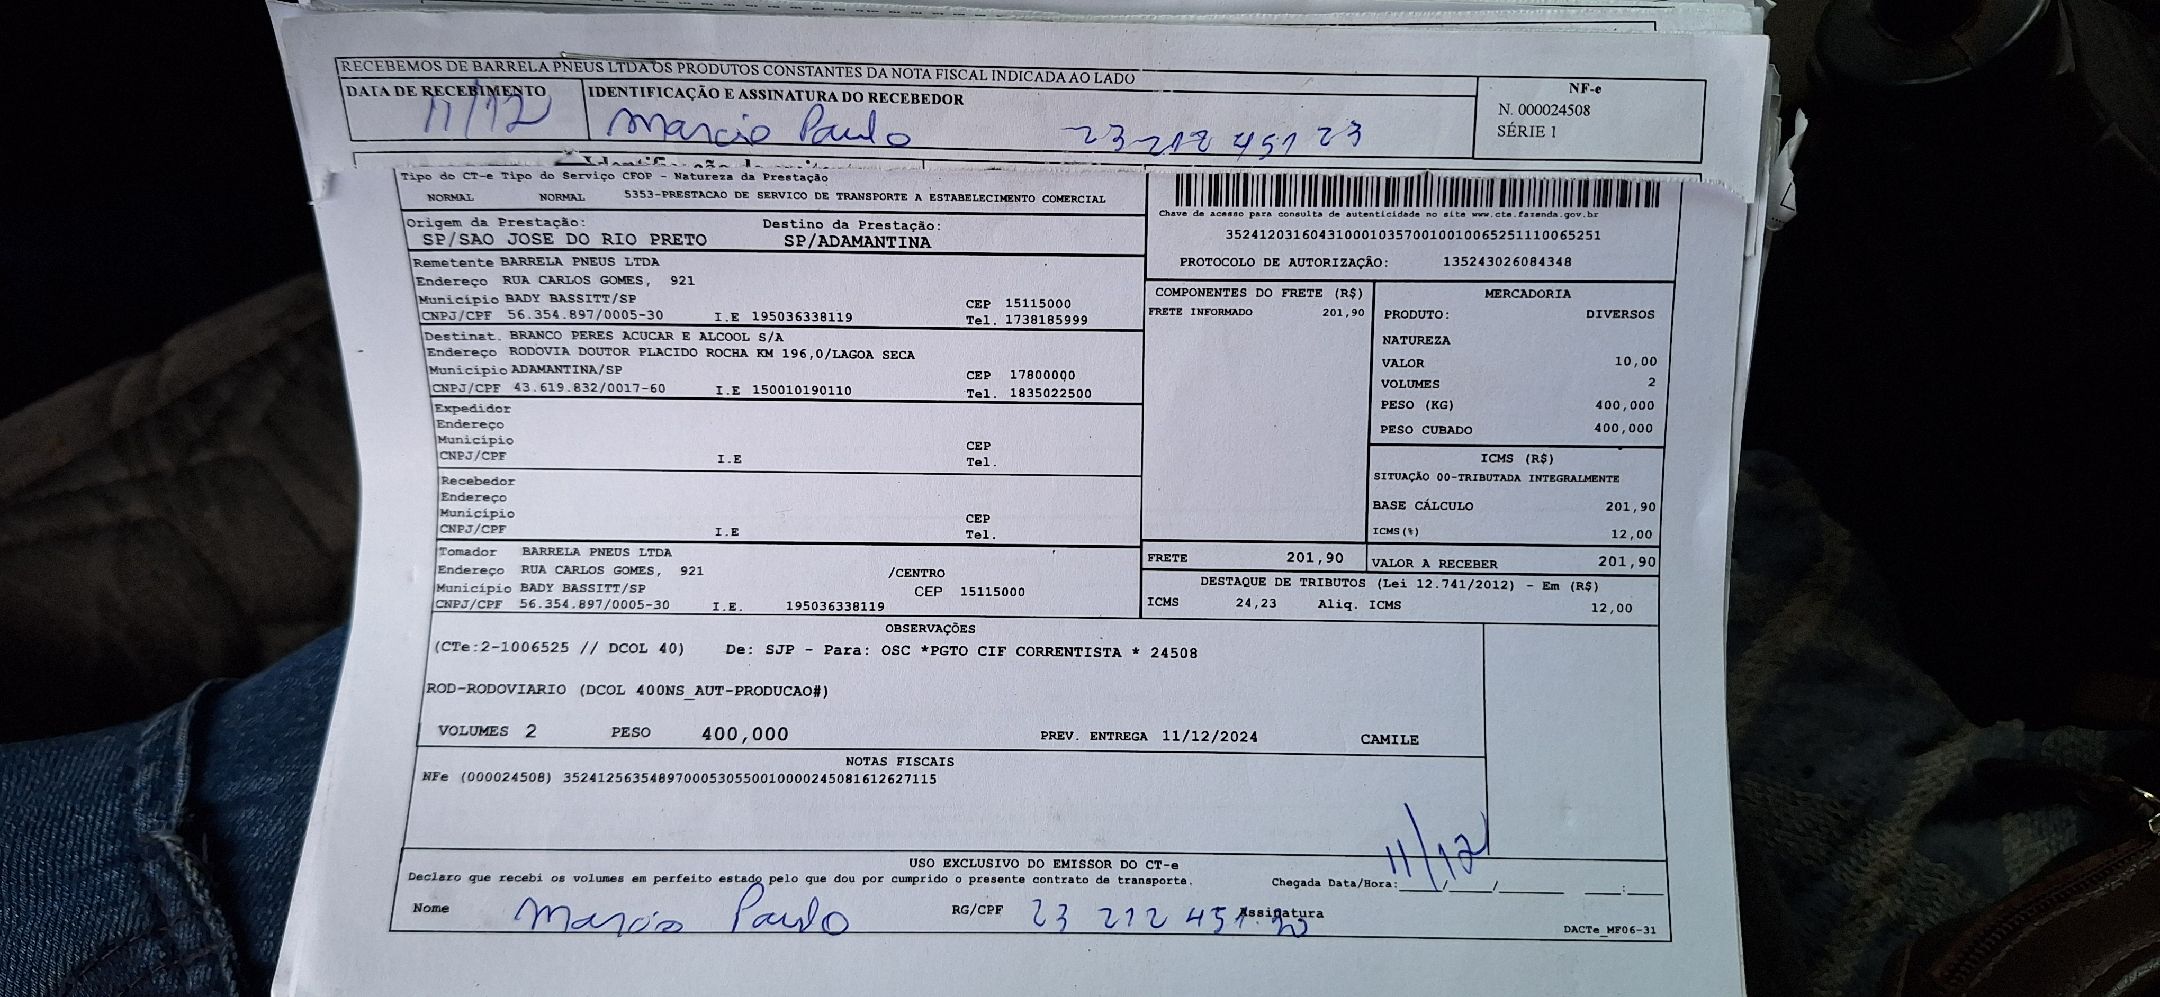 RECEBEMOS DE BARRELA PNEUS LTDA OS PRODUTOS CONSTANTES DA NOTA FISCAL INDICADA AO LADO
DATA DE RECEBIMENTO
11/12
IDENTIFICAÇÃO E ASSINATURA DO RECEBEDOR
Marcio Paulo 23 212 451 23
NF-e
N. 000024508
SÉRIE 1
Tipo do CT-e Tipo do Serviço CFOP - Natureza da Prestação
NORMAL NORMAL 5353-PRESTACAO DE SERVICO DE TRANSPORTE A ESTABELECIMENTO COMERCIAL
Origem da Prestação: Destino da Prestação:
SP/SAO JOSE DO RIO PRETO SP/ADAMANTINA
Remetente BARRELA PNEUS LTDA
Endereço RUA CARLOS GOMES, 921
Município BADY BASSITT/SP CEP 15115000
CNPJ/CPF 56.354.897/0005-30 I.E 195036338119 Tel. 1738185999
Destinat. BRANCO PERES ACUCAR E ALCOOL S/A
Endereço RODOVIA DOUTOR PLACIDO ROCHA KM 196,0/LAGOA SECA
Município ADAMANTINA/SP CEP 17800000
CNPJ/CPF 43.619.832/0017-60 I.E 150010190110 Tel. 1835022500
Expedidor
Endereço
Município CEP
CNPJ/CPF I.E Tel.
Recebedor
Endereço
Município CEP
CNPJ/CPF I.E Tel.
Tomador BARRELA PNEUS LTDA
Endereço RUA CARLOS GOMES, 921 /CENTRO
Município BADY BASSITT/SP CEP 15115000
CNPJ/CPF 56.354.897/0005-30 I.E. 195036338119
Chave de acesso para consulta de autenticidade no site www.cte.fazenda.gov.br
35241203160431000103570010010065251110065251
PROTOCOLO DE AUTORIZAÇÃO: 135243026084348
COMPONENTES DO FRETE (R$)
FRETE INFORMADO 201,90
MERCADORIA
PRODUTO: DIVERSOS
NATUREZA
VALOR 10,00
VOLUMES 2
PESO (KG) 400,000
PESO CUBADO 400,000
ICMS (R$)
SITUAÇÃO 00-TRIBUTADA INTEGRALMENTE
BASE CÁLCULO 201,90
ICMS(%) 12,00
FRETE 201,90
VALOR A RECEBER 201,90
DESTAQUE DE TRIBUTOS (Lei 12.741/2012) - Em (R$)
ICMS 24,23 Aliq. ICMS 12,00
OBSERVAÇÕES
(CTe:2-1006525 // DCOL 40) De: SJP - Para: OSC *PGTO CIF CORRENTISTA * 24508
ROD-RODOVIARIO (DCOL 400NS_AUT-PRODUCAO#)
VOLUMES 2 PESO 400,000 PREV. ENTREGA 11/12/2024 CAMILE
NOTAS FISCAIS
NFe (000024508) 35241256354897000530550010000245081612627115
USO EXCLUSIVO DO EMISSOR DO CT-e
Declaro que recebi os volumes em perfeito estado pelo que dou por cumprido o presente contrato de transporte.
Chegada Data/Hora: 11/12
Nome Marcio Paulo RG/CPF 23 212 451 Assinatura
DACTe_MF06-31